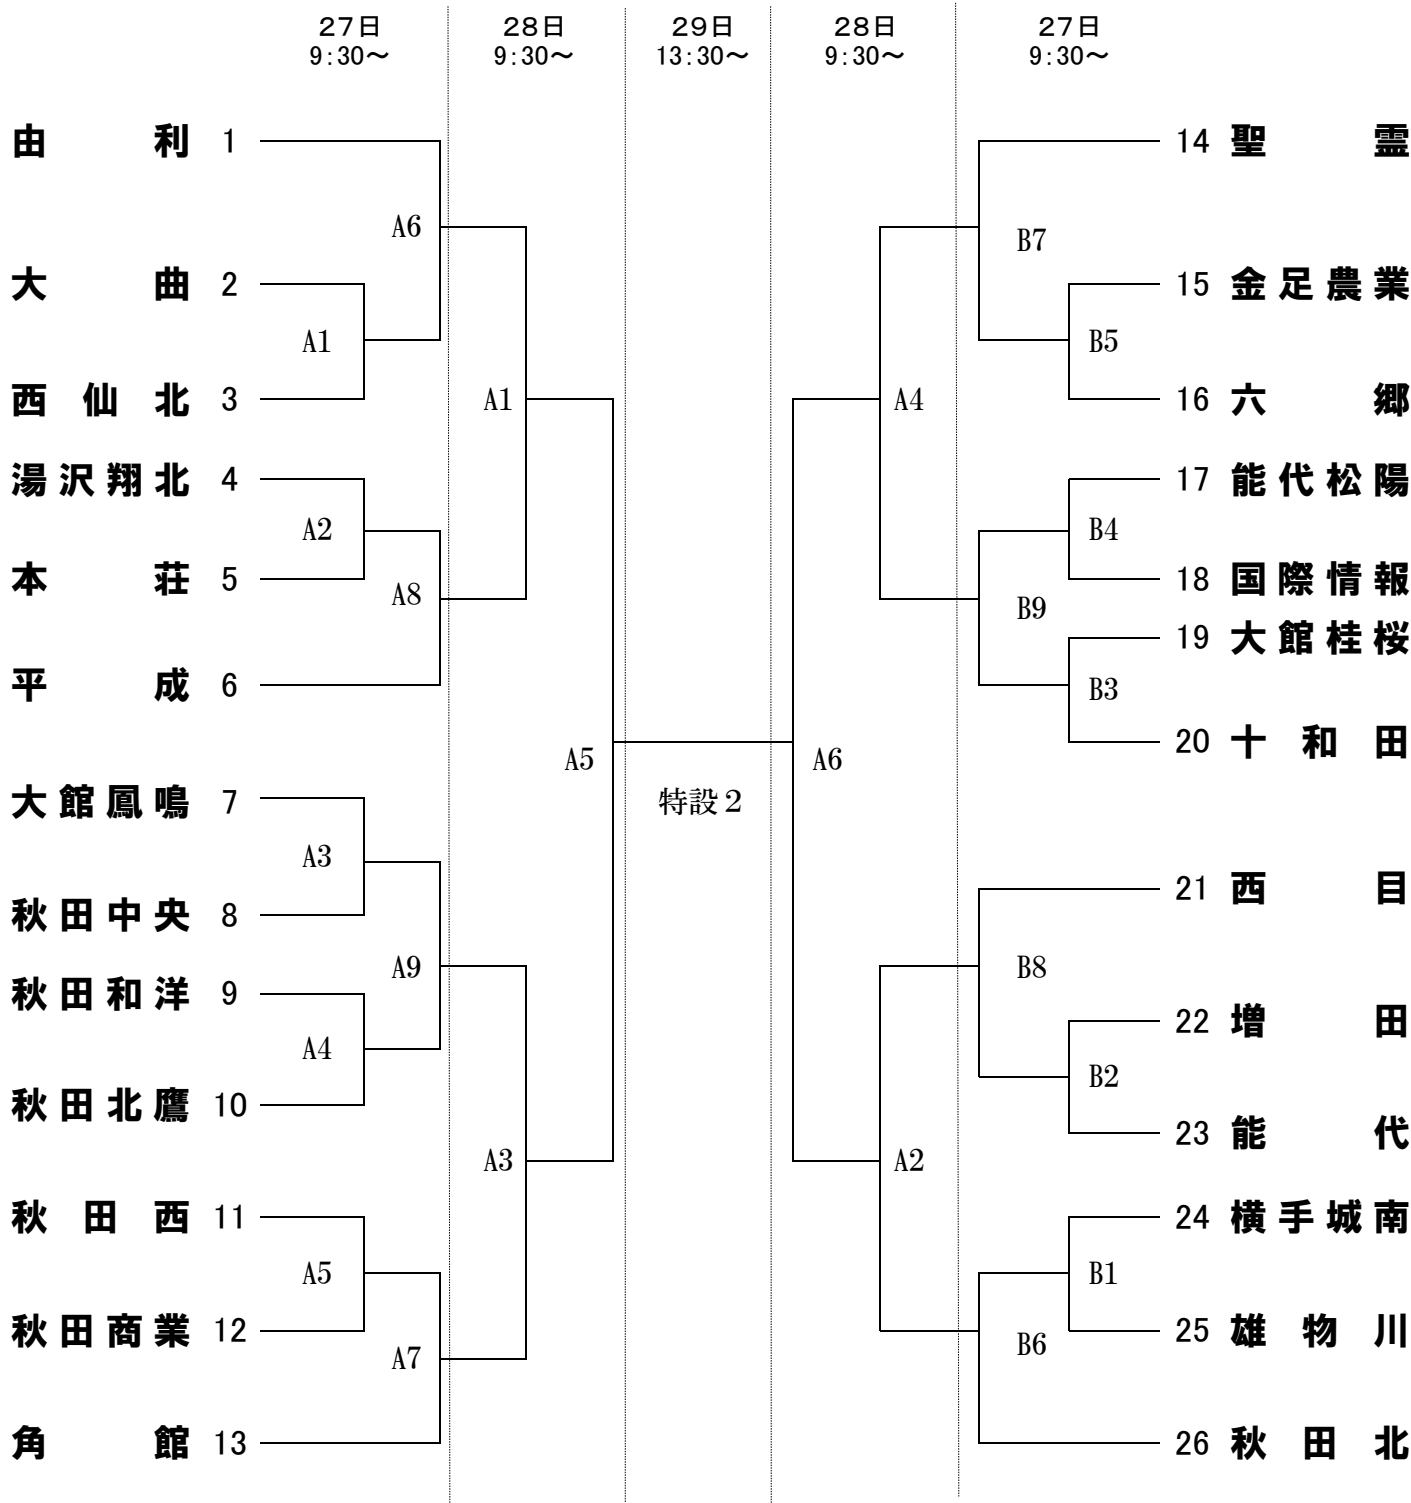 27日 28日 29日 28日 27日
9:30～ 9:30～ 13:30～ 9:30～ 9:30～
由利 1 14 聖霊
A6 B7
大曲 2 15 金足農業
A1 B5
西仙北 3 A1 A4 16 六郷
湯沢翔北 4 17 能代松陽
A2 B4
本荘 5 18 国際情報
A8 B9
19 大館桂桜
平成 6 B3
20 十和田
A5 A6
大館鳳鳴 7 特設２
A3
21 西目
秋田中央 8
A9 B8
秋田和洋 9
22 増田
A4 B2
秋田北鷹 10
23 能代
A3 A2
秋田西 11 24 横手城南
A5 B1
秋田商業 12 25 雄物川
A7 B6
角館 13 26 秋田北